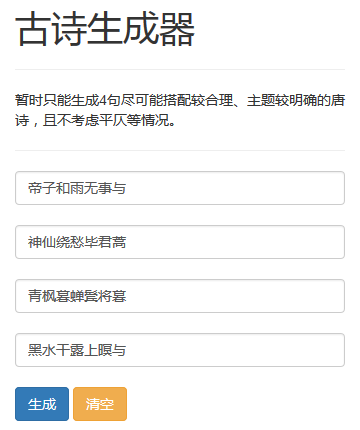 古诗生成器
暂时只能生成4句尽可能搭配较合理、主题较明确的唐
诗，且不考虑平仄等情况。
帝子和雨无事与
神仙绕愁毕君蒿
青枫暮蝉鬓将暮
黑水干露上暝与
生成 清空